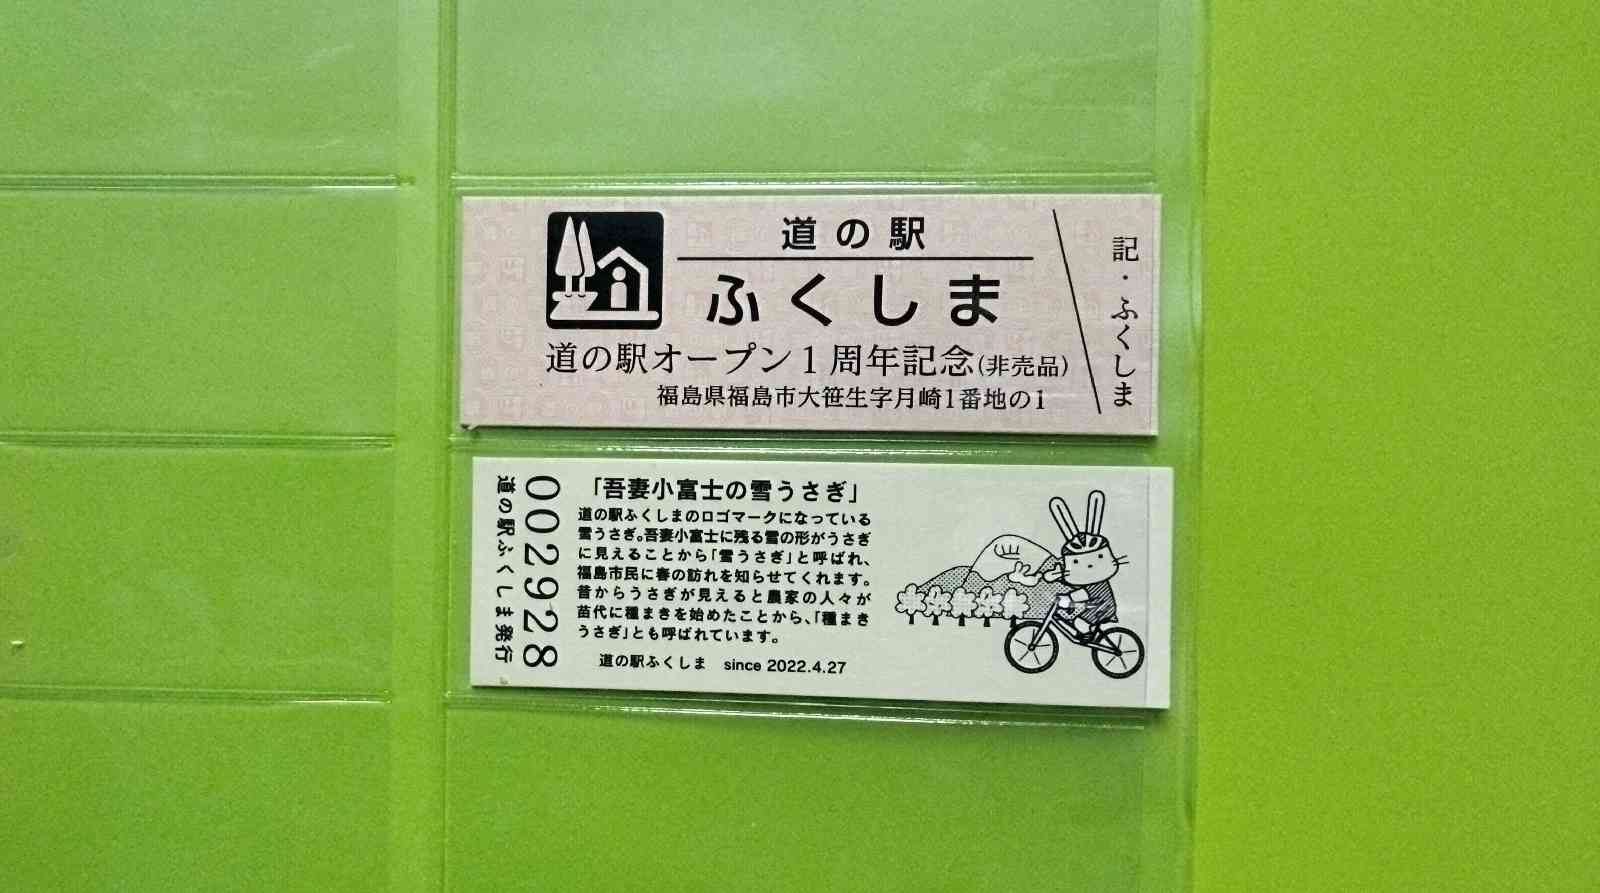 道の駅
ふくしま
道の駅オープン1周年記念(非売品)
福島県福島市大笹生字月崎1番地の1
記・ふくしま
002928
道の駅ふくしま発行
「吾妻小富士の雪うさぎ」
道の駅ふくしまのロゴマークになっている
雪うさぎ。吾妻小富士に残る雪の形がうさぎ
に見えることから「雪うさぎ」と呼ばれ、
福島市民に春の訪れを知らせてくれます。
昔からうさぎが見えると農家の人々が
苗代に種まきを始めたことから、「種まき
うさぎ」とも呼ばれています。
道の駅ふくしま since 2022.4.27